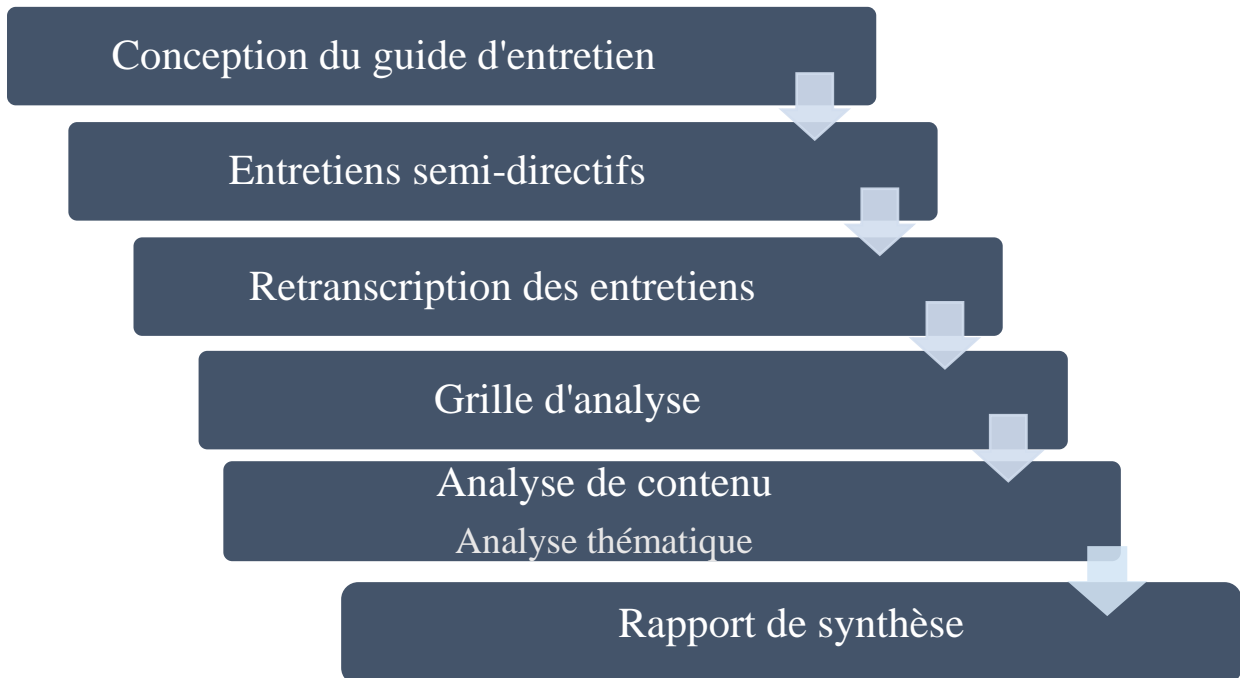 Conception du guide d'entretien
Entretiens semi-directifs
Retranscription des entretiens
Grille d'analyse
Analyse de contenu
Analyse thématique
Rapport de synthèse